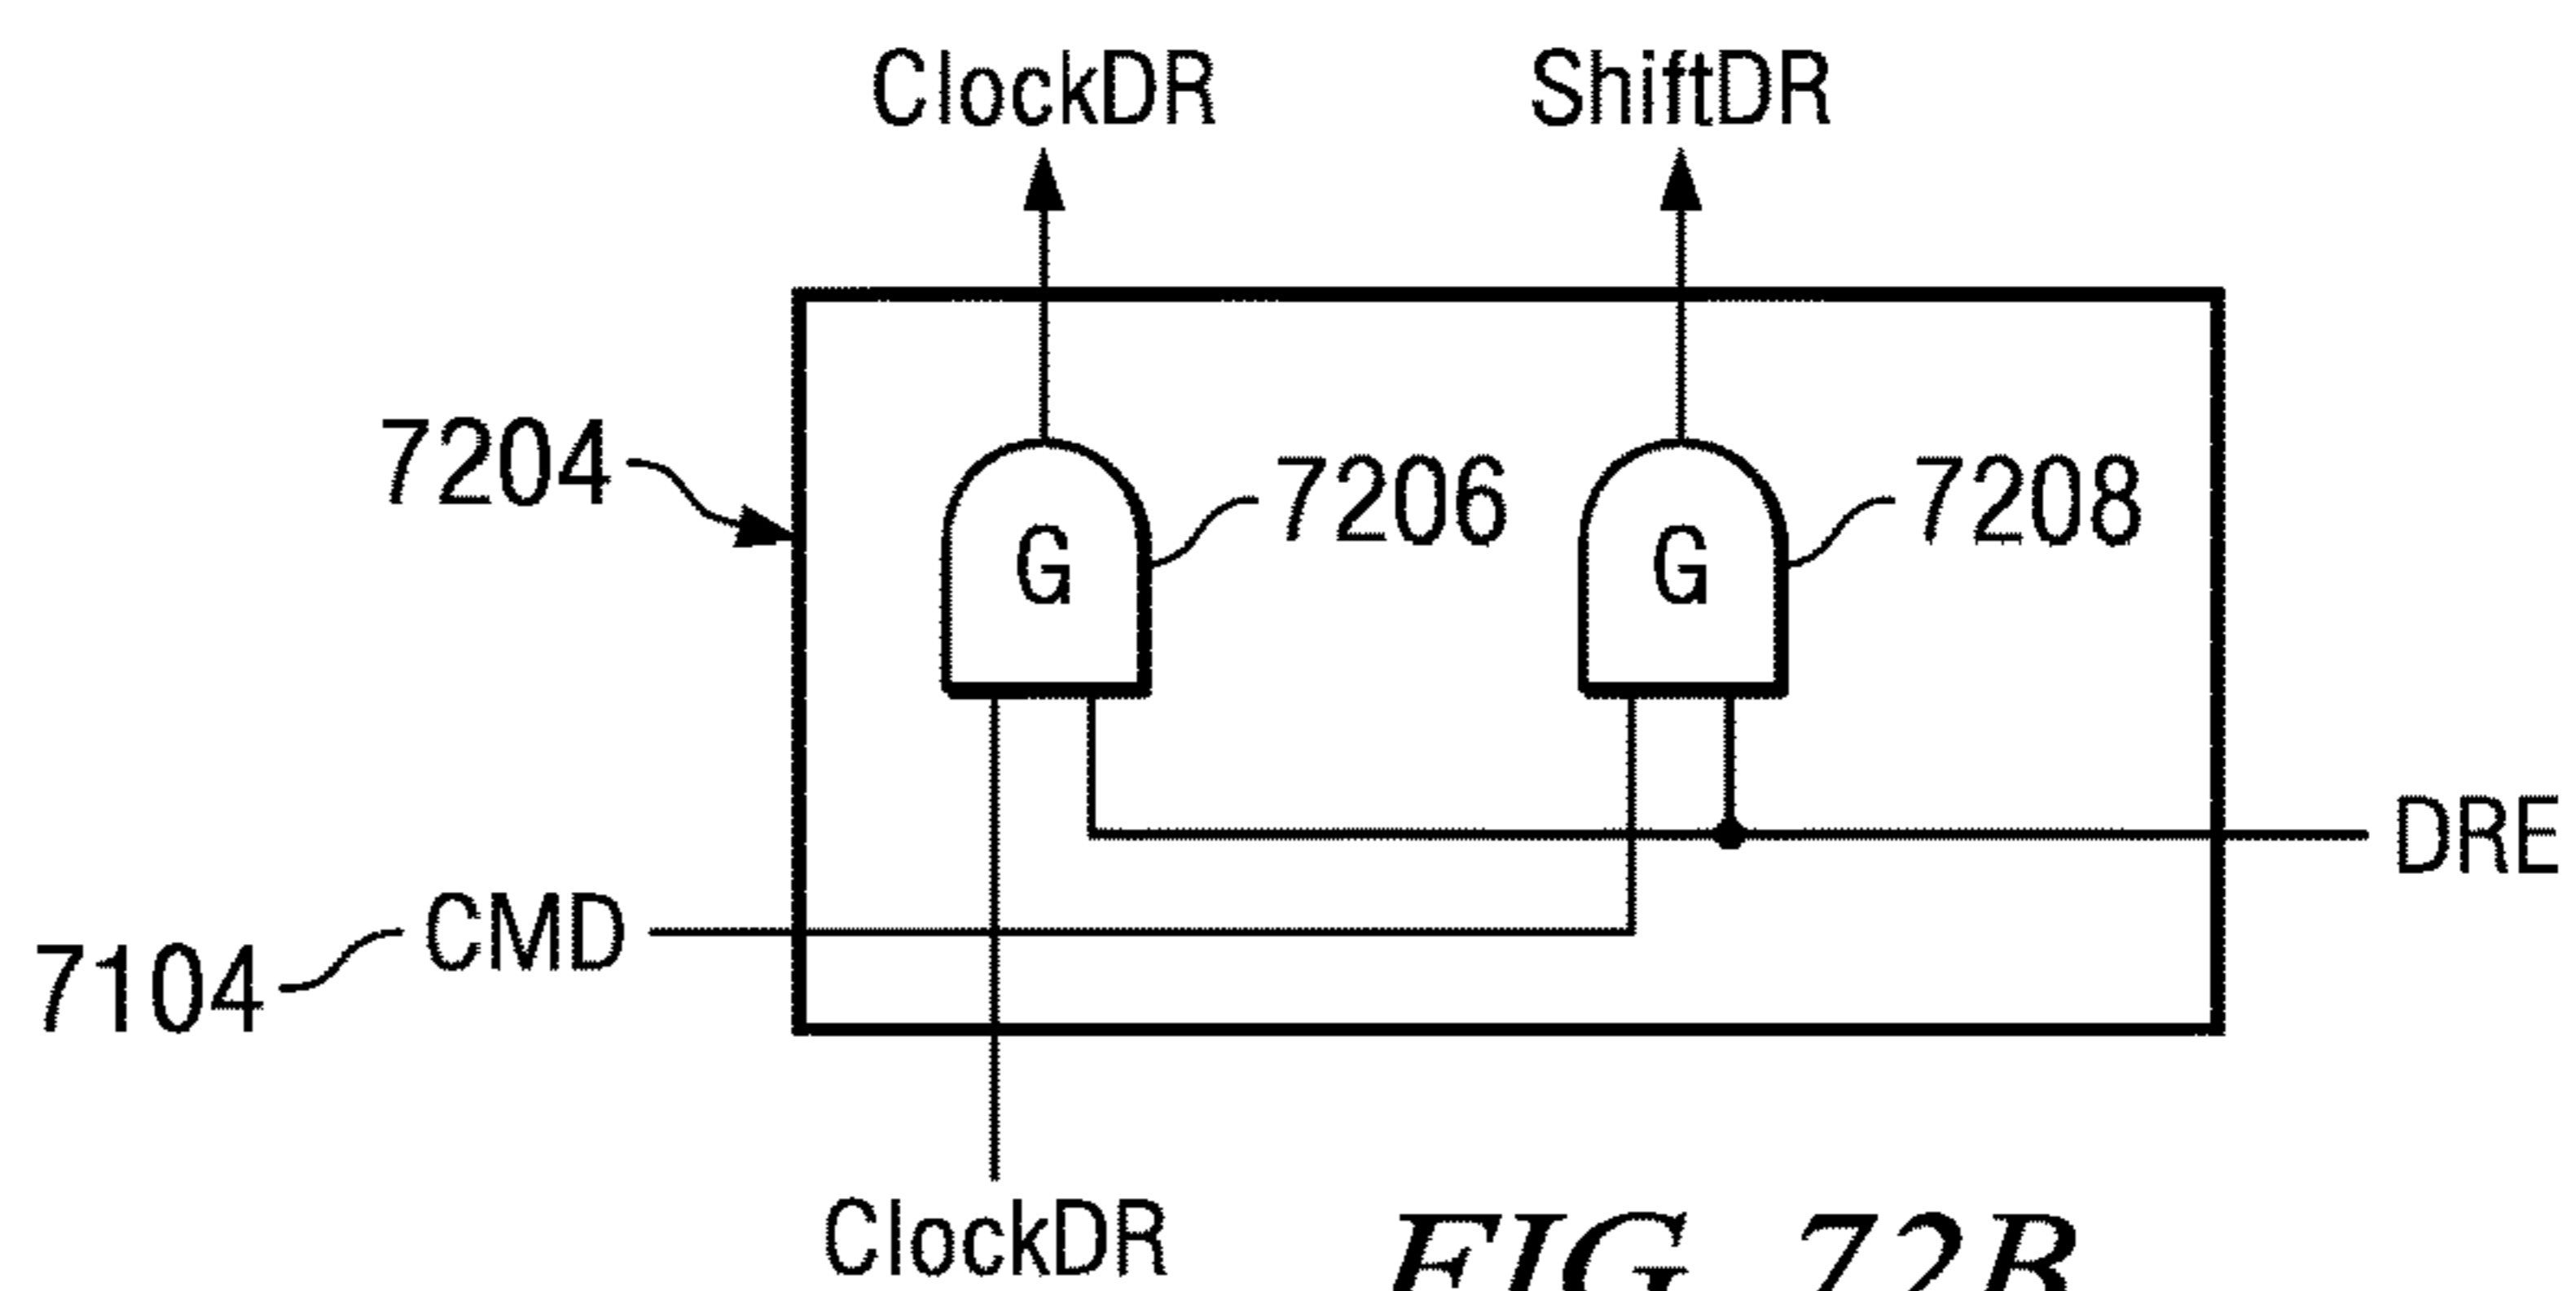 ClockDR ShiftDR
7204 G 7206 G 7208
DRE
7104 CMD
ClockDR
FIG. 72B